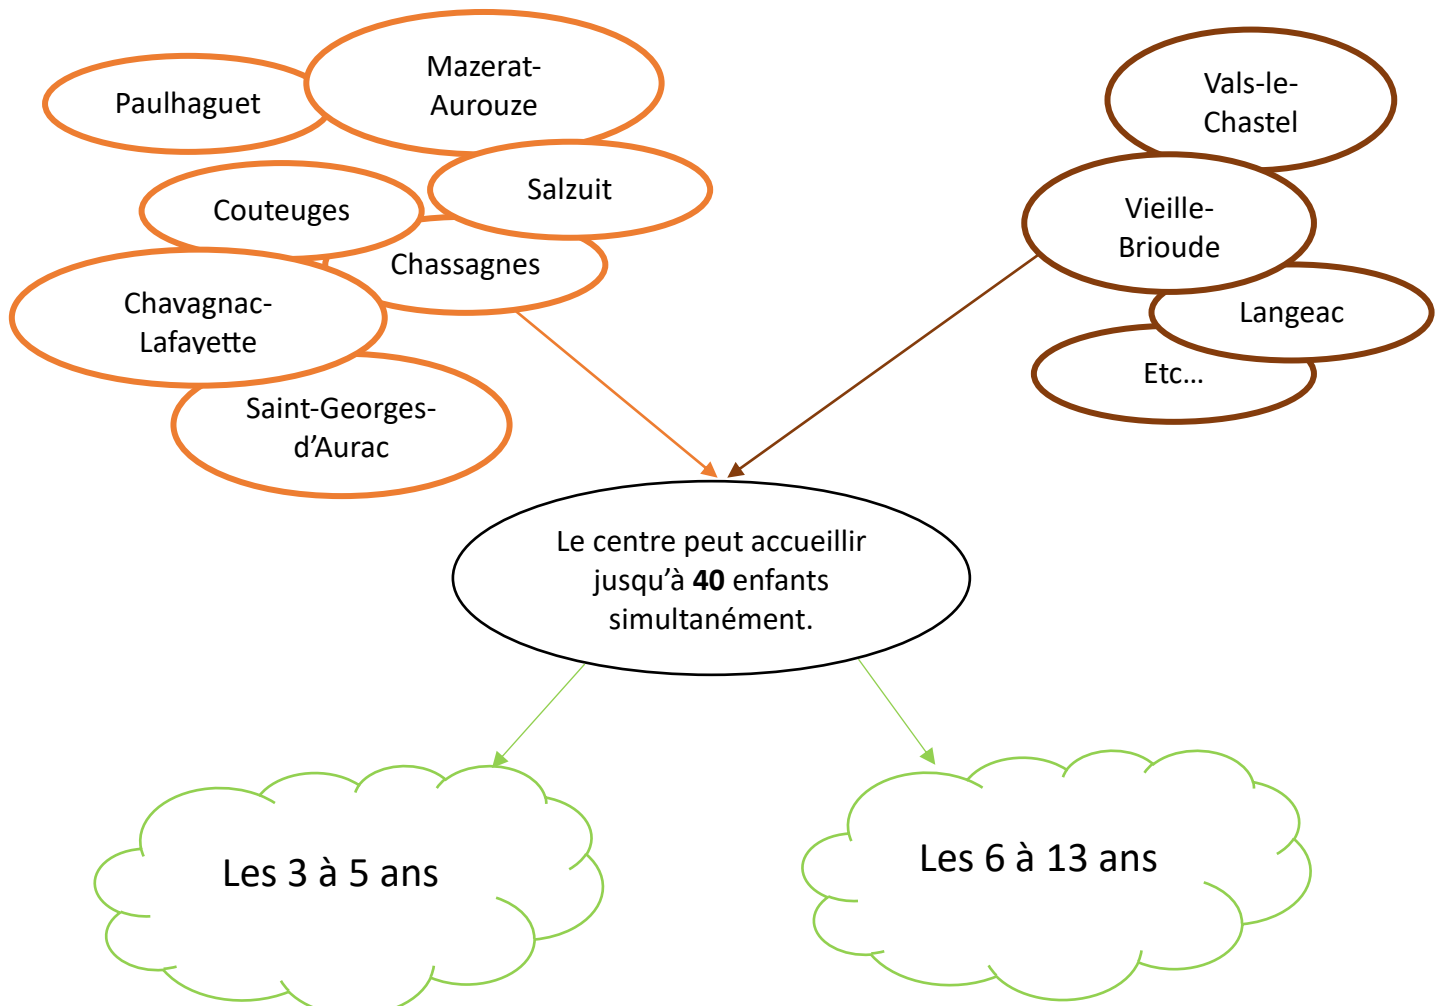 Mazerat-
Aurouze
Paulhaguet
Salzuit
Couteuges
Chassagnes
Chavagnac-
Lafayette
Saint-Georges-
d’Aurac
Vals-le-
Chastel
Vieille-
Brioude
Langeac
Etc…
Le centre peut accueillir
jusqu’à 40 enfants
simultanément.
Les 3 à 5 ans
Les 6 à 13 ans